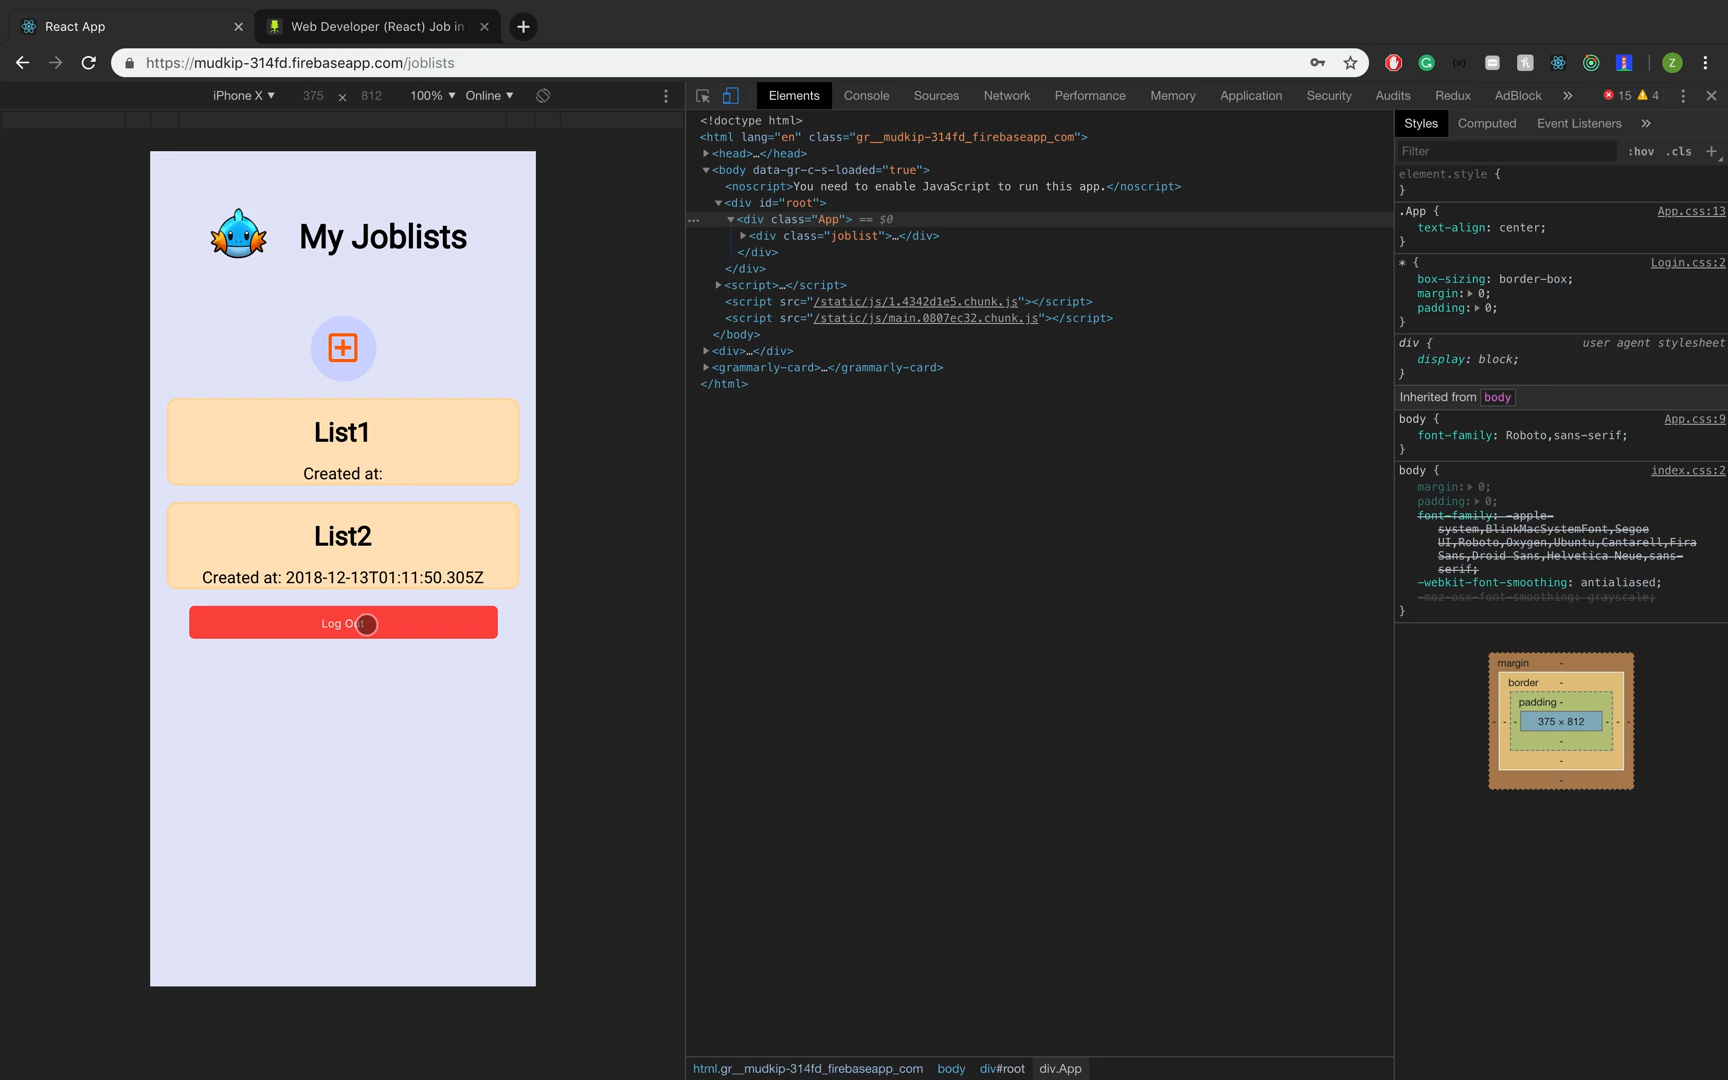 React App
Web Developer (React) Job in
https://mudkip-314fd.firebaseapp.com/joblists
Z
iPhone X ▼ 375 × 812 100% ▼ Online ▼
Elements Console Sources Network Performance Memory Application Security Audits Redux AdBlock » 15 4
My Joblists
List1
Created at:
List2
Created at: 2018-12-13T01:11:50.305Z
Log Out
<!doctype html>
<html lang="en" class="gr__mudkip-314fd_firebaseapp_com">
<head>…</head>
<body data-gr-c-s-loaded="true">
<noscript>You need to enable JavaScript to run this app.</noscript>
<div id="root">
… <div class="App"> == $0
<div class="joblist">…</div>
</div>
</div>
<script>…</script>
<script src="/static/js/1.4342d1e5.chunk.js"></script>
<script src="/static/js/main.0807ec32.chunk.js"></script>
</body>
<div>…</div>
<grammarly-card>…</grammarly-card>
</html>
html.gr__mudkip-314fd_firebaseapp_com body div#root div.App
Styles Computed Event Listeners »
Filter :hov .cls +
element.style {
}
.App { App.css:13
text-align: center;
}
* { Login.css:2
box-sizing: border-box;
margin: 0;
padding: 0;
}
div { user agent stylesheet
display: block;
}
Inherited from body
body { App.css:9
font-family: Roboto,sans-serif;
}
body { index.css:2
margin: 0;
padding: 0;
font-family: -apple-
system,BlinkMacSystemFont,Segoe
UI,Roboto,Oxygen,Ubuntu,Cantarell,Fira
Sans,Droid Sans,Helvetica Neue,sans-
serif;
-webkit-font-smoothing: antialiased;
-moz-osx-font-smoothing: grayscale;
}
margin -
border -
padding -
- - - 375 × 812 - - -
-
-
-